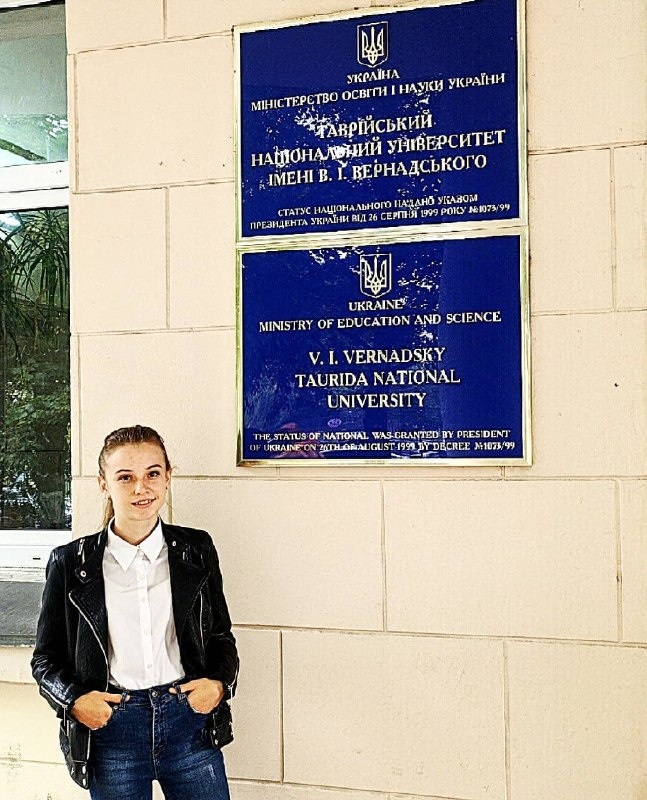 УКРАЇНА
МІНІСТЕРСТВО ОСВІТИ І НАУКИ УКРАЇНИ
ТАВРІЙСЬКИЙ
НАЦІОНАЛЬНИЙ УНІВЕРСИТЕТ
ІМЕНІ В. І. ВЕРНАДСЬКОГО
СТАТУС НАЦІОНАЛЬНОГО НАДАНО УКАЗОМ
ПРЕЗИДЕНТА УКРАЇНИ ВІД 26 СЕРПНЯ 1999 РОКУ №1073/99
UKRAINE
MINISTRY OF EDUCATION AND SCIENCE
V. I. VERNADSKY
TAURIDA NATIONAL
UNIVERSITY
THE STATUS OF NATIONAL WAS GRANTED BY PRESIDENT
OF UKRAINE ON 26TH OF AUGUST 1999 BY DECREE №1073/99